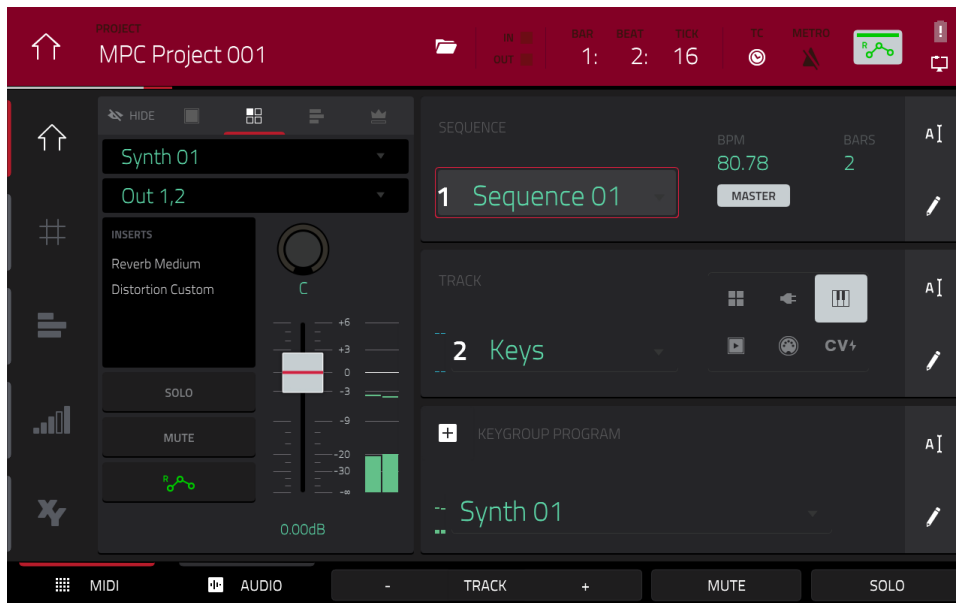 PROJECT
MPC Project 001
IN
OUT
BAR BEAT TICK
1: 2: 16
TC METRO
R
HIDE
Synth 01
Out 1,2
INSERTS
Reverb Medium
Distortion Custom
C
+6
+3
0
-3
-9
-20
-30
-∞
0.00dB
SOLO
MUTE
R
XY
SEQUENCE
1 Sequence 01
BPM BARS
80.78 2
MASTER
A
TRACK
2 Keys
CV
A
KEYGROUP PROGRAM
Synth 01
A
MIDI AUDIO - TRACK + MUTE SOLO